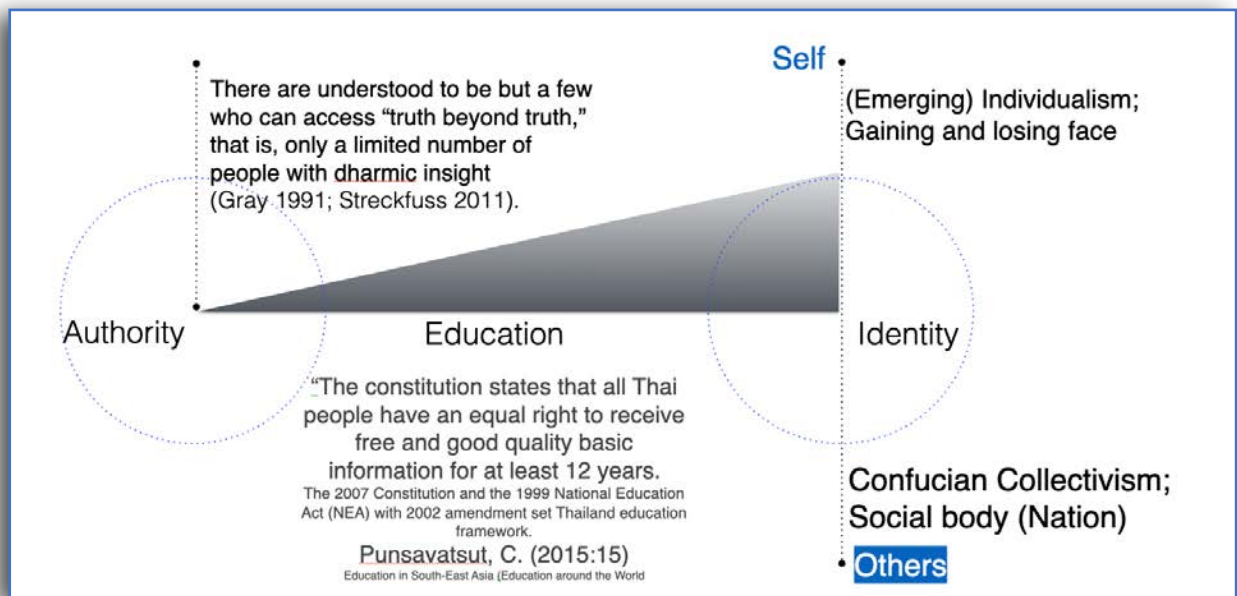 There are understood to be but a few
who can access “truth beyond truth,”
that is, only a limited number of
people with dharmic insight
(Gray 1991; Streckfuss 2011).
Self
(Emerging) Individualism;
Gaining and losing face
Authority
Education
Identity
“The constitution states that all Thai
people have an equal right to receive
free and good quality basic
information for at least 12 years.
The 2007 Constitution and the 1999 National Education
Act (NEA) with 2002 amendment set Thailand education
framework.
Punsavatsut, C. (2015:15)
Education in South-East Asia (Education around the World
Confucian Collectivism;
Social body (Nation)
Others